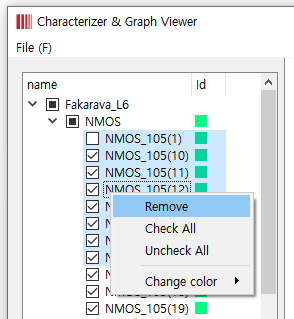 Characterizer & Graph Viewer
File (F)
name Id
Fakarava_L6
NMOS
NMOS_105(1)
NMOS_105(10)
NMOS_105(11)
NMOS_105(12)
Remove
Check All
Uncheck All
Change color
NMOS_105(19)